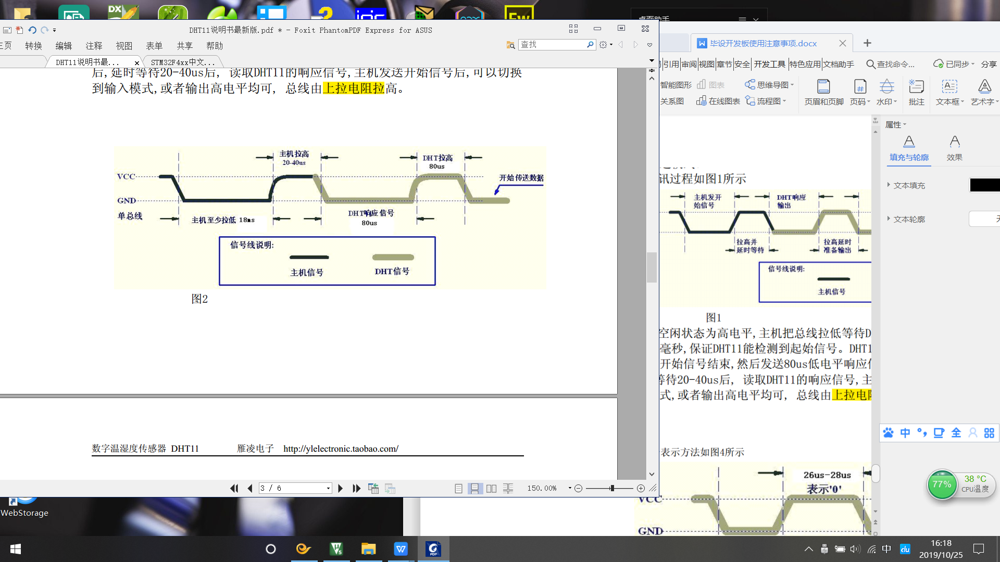 DX
?
Fw
桌面助手
DHT11说明书最新版.pdf * - Foxit PhantomPDF Express for ASUS
转换 编辑 注释 视图 表单 共享 帮助
查找
DHT11说明书最... STM32F4xx中文...
后,延时等待20-40us后, 读取DHT11的响应信号,主机发送开始信号后,可以切换
到输入模式,或者输出高电平均可, 总线由上拉电阻拉高。
主机拉高
20-40us
DHT拉高
80us
VCC
开始传送数据
GND
单总线
主机至少拉低 18ms
DHT响应信号
80us
信号线说明:
主机信号
DHT信号
图2
数字温湿度传感器 DHT11 雁凌电子 http://ylelectronic.taobao.com/
3 / 6
150.00%
毕设开发板使用注意事项.docx
引用 审阅 视图 章节 安全 开发工具 特色应用 文档助手 查找命令... 已同步 分享
智能图形 图表 思维导图
关系图 在线图表 流程图
页眉和页脚 页码 水印 批注 文本框 艺术字
属性
填充与轮廓 效果
文本填充
文本轮廓
讯过程如图1所示
主机发开
始信号
DHT响应
输出
拉高并
延时等待
拉高延时
准备输出
信号线说明:
主机信号
图1
空闲状态为高电平,主机把总线拉低等待D
毫秒,保证DHT11能检测到起始信号。DHT1
开始信号结束,然后发送80us低电平响应信
等待20-40us后, 读取DHT11的响应信号,主
式,或者输出高电平均可, 总线由上拉电阻
表示方法如图4所示
26us-28us
表示'0'
VCC
GND
中 全
77%
38 °C
CPU温度
WebStorage
中 du
16:18
2019/10/25